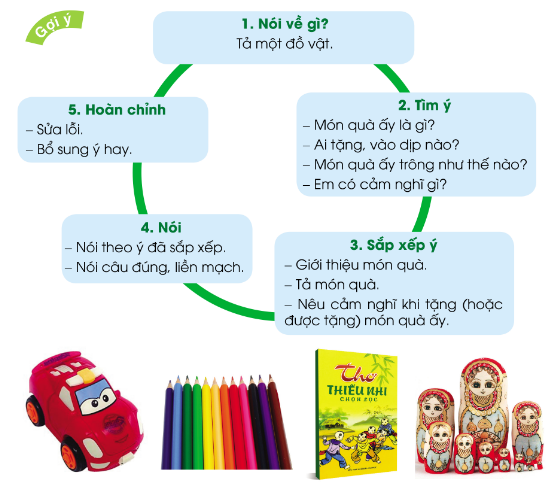 Gợi ý
1. Nói về gì?
Tả một đồ vật.
2. Tìm ý
– Món quà ấy là gì?
– Ai tặng, vào dịp nào?
– Món quà ấy trông như thế nào?
– Em có cảm nghĩ gì?
3. Sắp xếp ý
– Giới thiệu món quà.
– Tả món quà.
– Nêu cảm nghĩ khi tặng (hoặc
được tặng) món quà ấy.
4. Nói
– Nói theo ý đã sắp xếp.
– Nói câu đúng, liền mạch.
5. Hoàn chỉnh
– Sửa lỗi.
– Bổ sung ý hay.
Thơ
THIẾU NHI
CHỌN LỌC